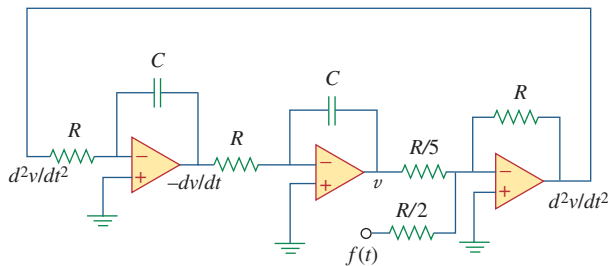 C
C
R
R
R
R/5
d²v/dt²
−
+
−dv/dt
−
+
v
−
+
d²v/dt²
R/2
f(t)